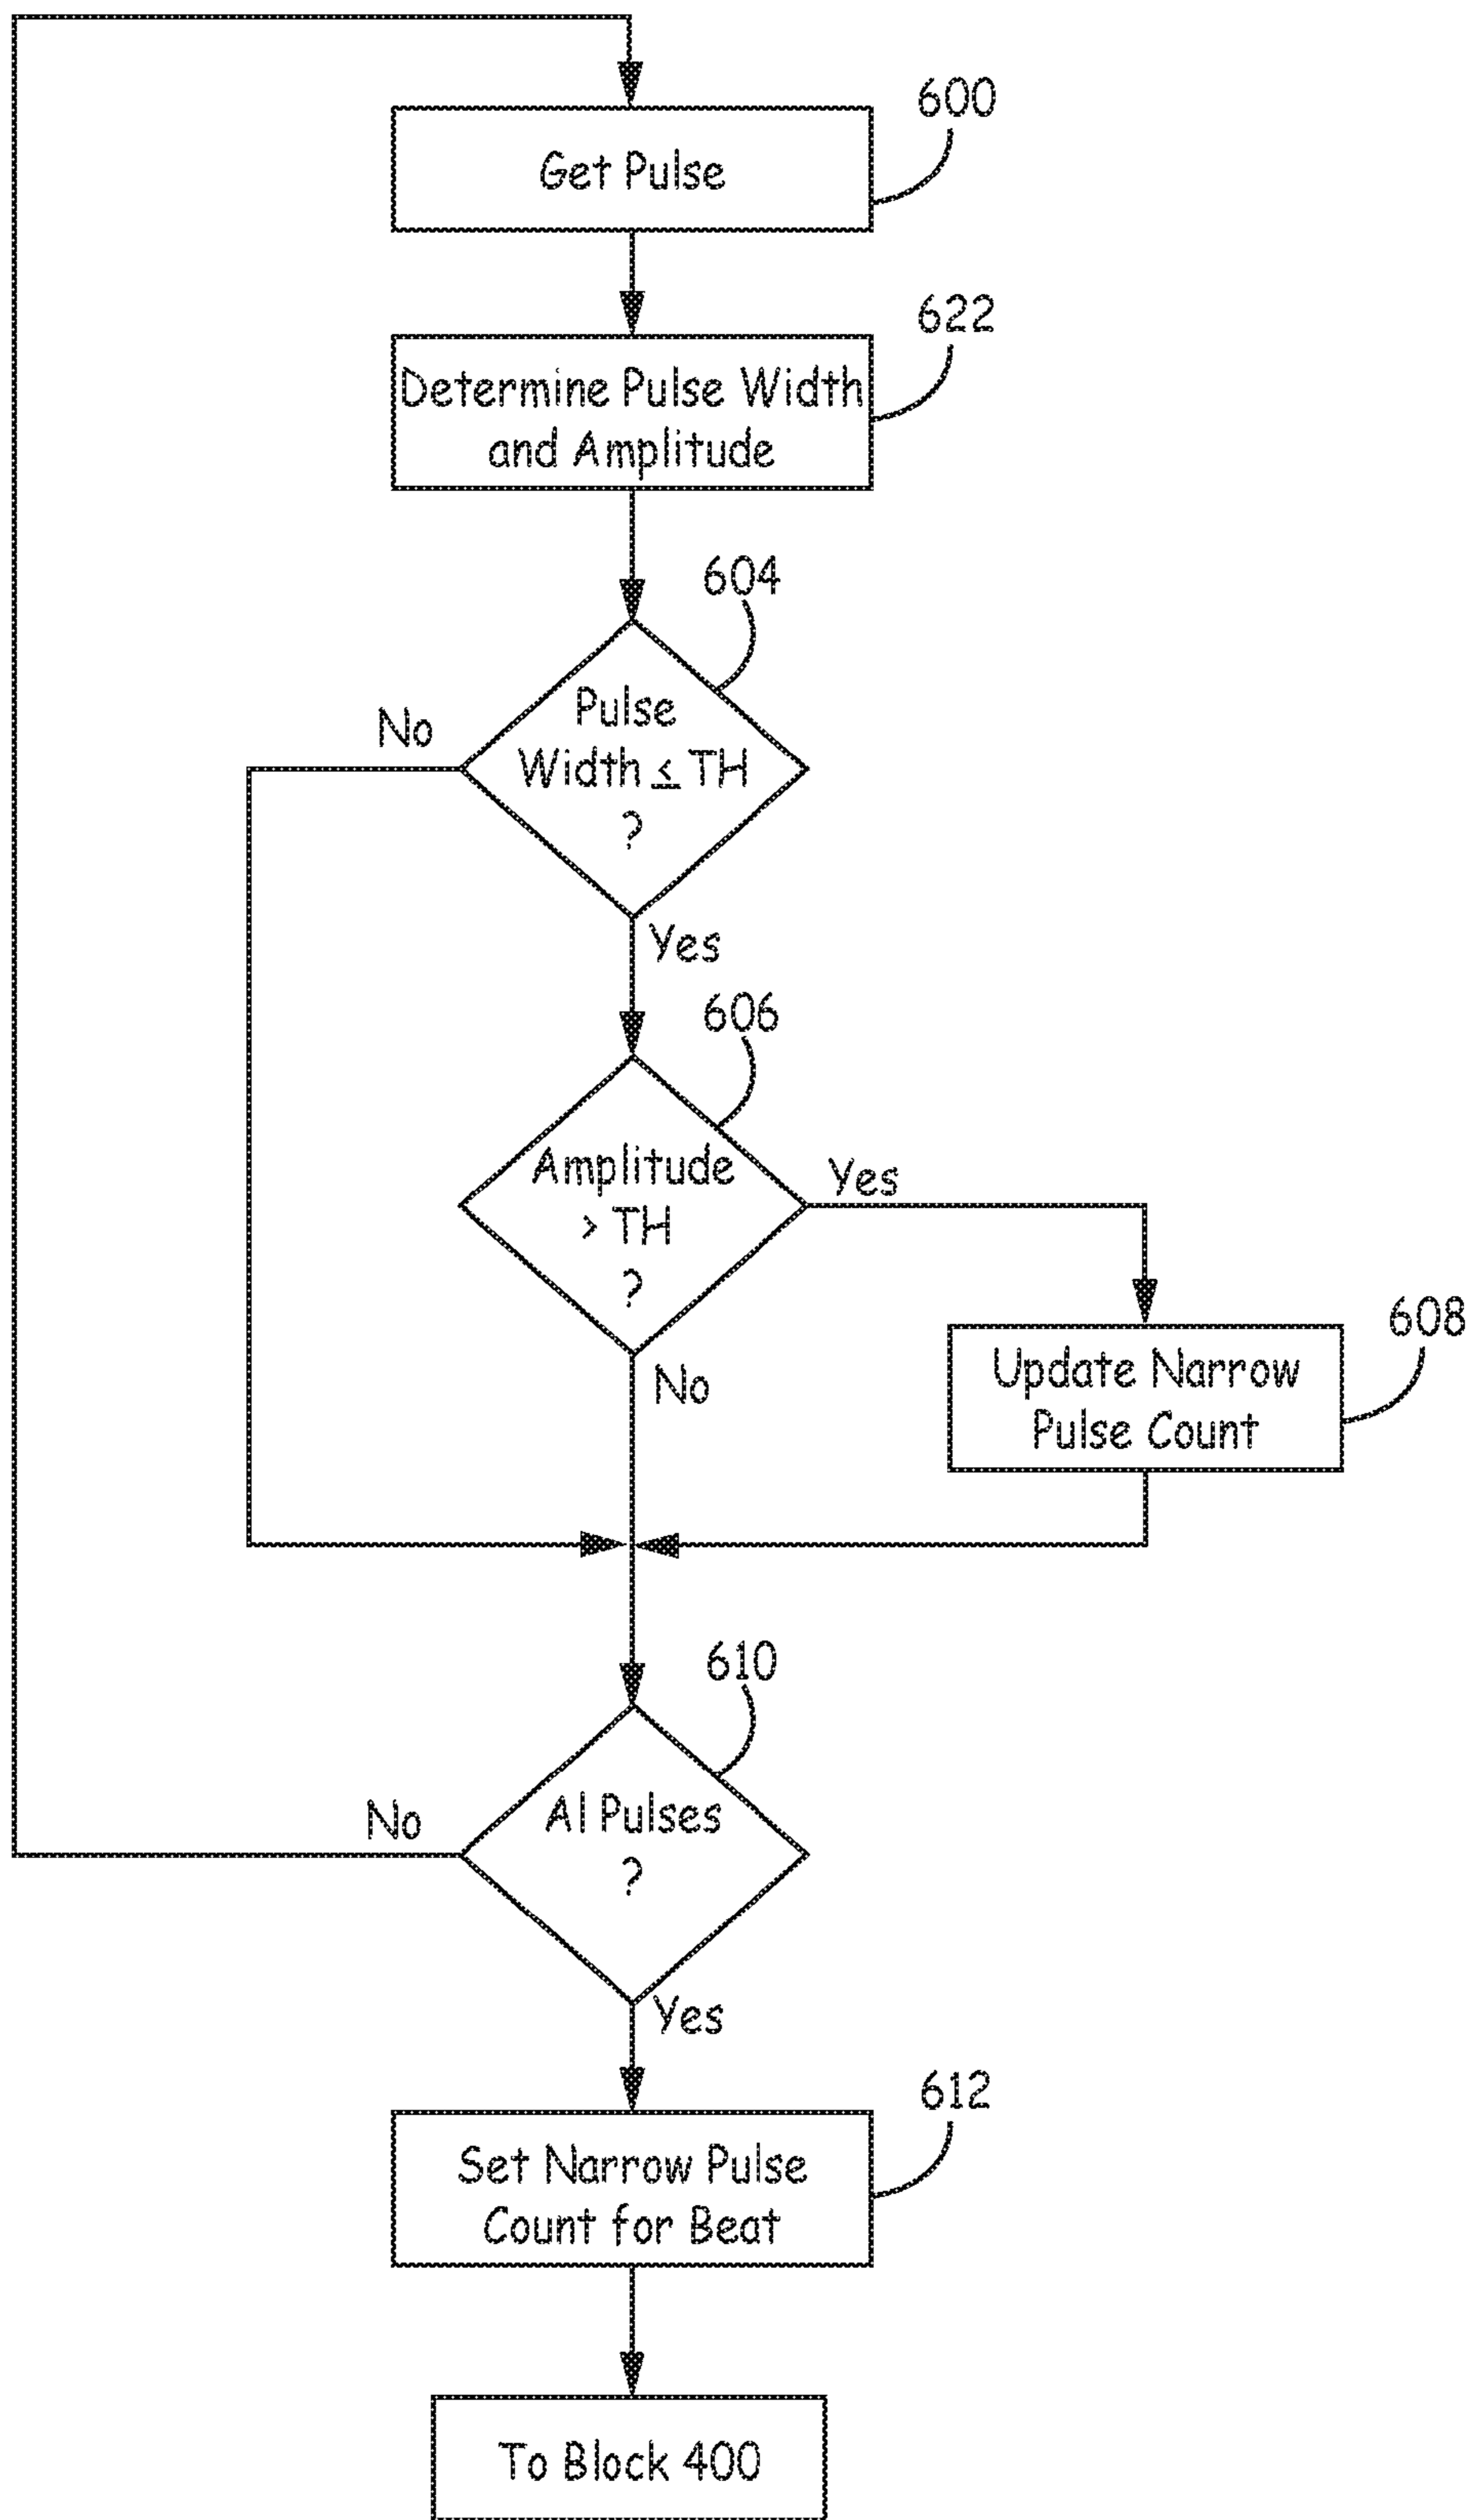 600
Get Pulse
622
Determine Pulse Width
and Amplitude
604
Pulse
Width ≤ TH
?
No
Yes
606
Amplitude
> TH
?
Yes
No
608
Update Narrow
Pulse Count
610
Al Pulses
?
No
Yes
612
Set Narrow Pulse
Count for Beat
To Block 400